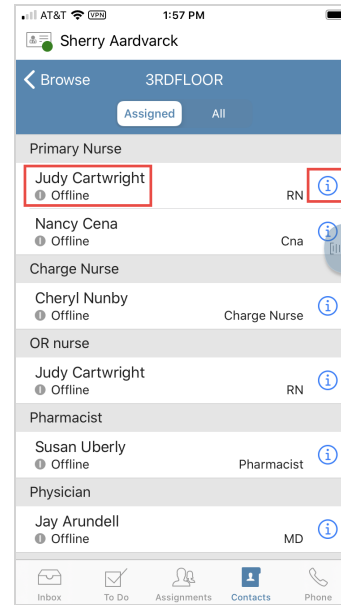 AT&T VPN 1:57 PM
Sherry Aardvarck
Browse 3RDFLOOR
Assigned All
Primary Nurse
Judy Cartwright
Offline RN
Nancy Cena
Offline Cna
Charge Nurse
Cheryl Nunby
Offline Charge Nurse
OR nurse
Judy Cartwright
Offline RN
Pharmacist
Susan Uberly
Offline Pharmacist
Physician
Jay Arundell
Offline MD
Inbox To Do Assignments Contacts Phone